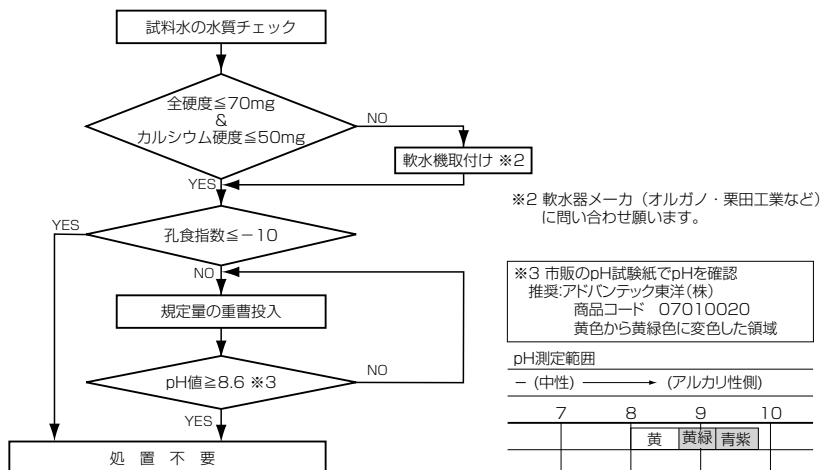 試料水の水質チェック
全硬度≦70mg
&
カルシウム硬度≦50mg
NO
軟水機取付け ※2
YES
孔食指数≦－10
YES
NO
規定量の重曹投入
pH値≧8.6 ※3
NO
YES
処 置 不 要
※2 軟水器メーカ（オルガノ・栗田工業など）
に問い合わせ願います。
※3 市販のpH試験紙でpHを確認
推奨:アドバンテック東洋(株)
商品コード 07010020
黄色から黄緑色に変色した領域
pH測定範囲
− (中性) (アルカリ性側)
7 8 9 10
黄 黄緑 青紫